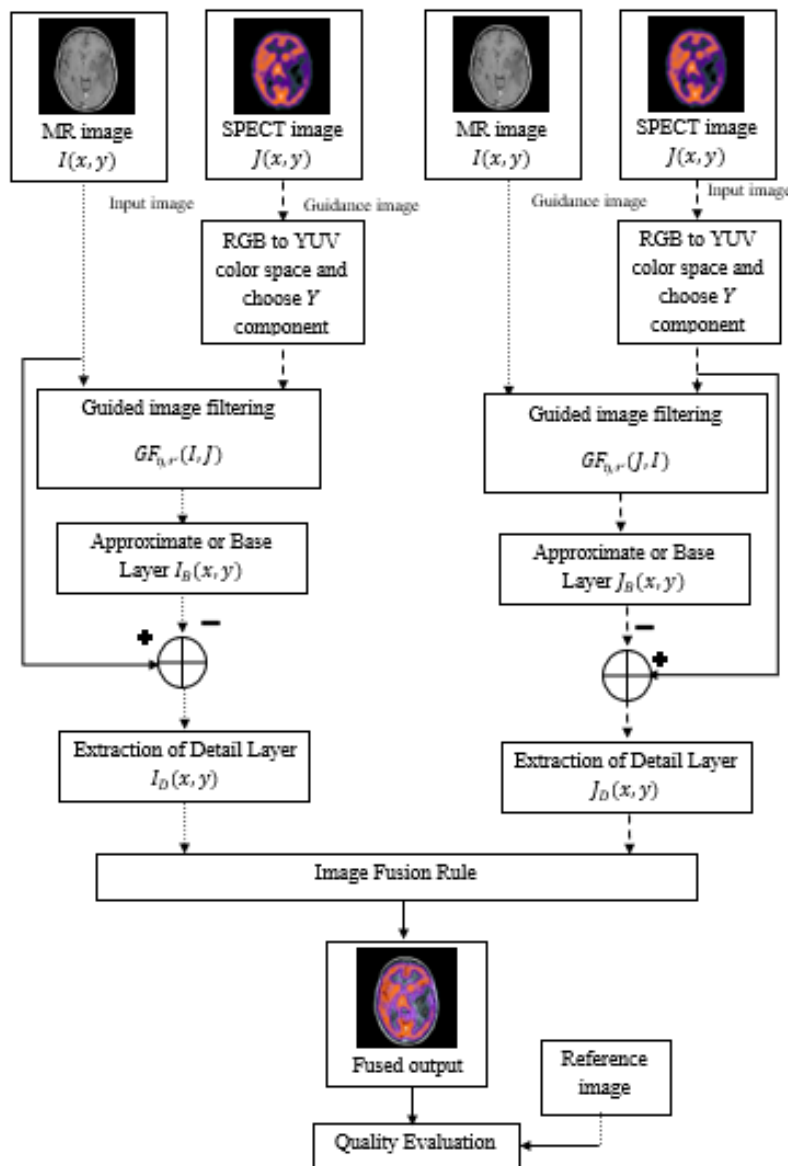 MR image
I(x, y)
SPECT image
J(x, y)
MR image
I(x, y)
SPECT image
J(x, y)
Input image
Guidance image
Guidance image
Input image
RGB to YUV
color space and
choose Y
component
RGB to YUV
color space and
choose Y
component
Guided image filtering
(I, J)
Guided image filtering
(J, I)
Approximate or Base
Layer I_B(x, y)
Approximate or Base
Layer J_B(x, y)
+ −
− +
Extraction of Detail Layer
I_D(x, y)
Extraction of Detail Layer
J_D(x, y)
Image Fusion Rule
Fused output
Reference
image
Quality Evaluation